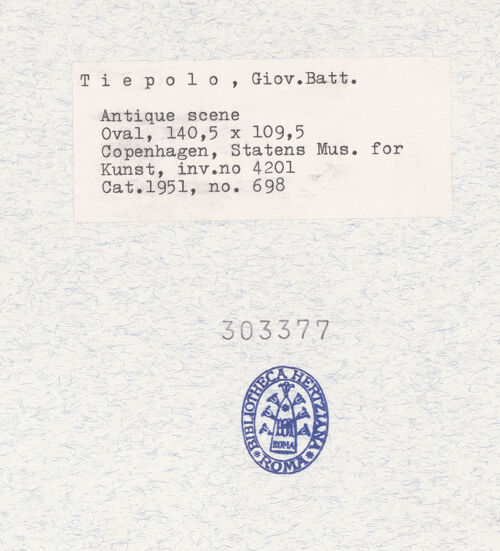 T i e p o l o , Giov.Batt.
Antique scene
Oval, 140,5 x 109,5
Copenhagen, Statens Mus. for
Kunst, inv.no 4201
Cat.1951, no. 698
303377
BIBLIOTHECA HERTZIANA
ROMA
* ROMA *